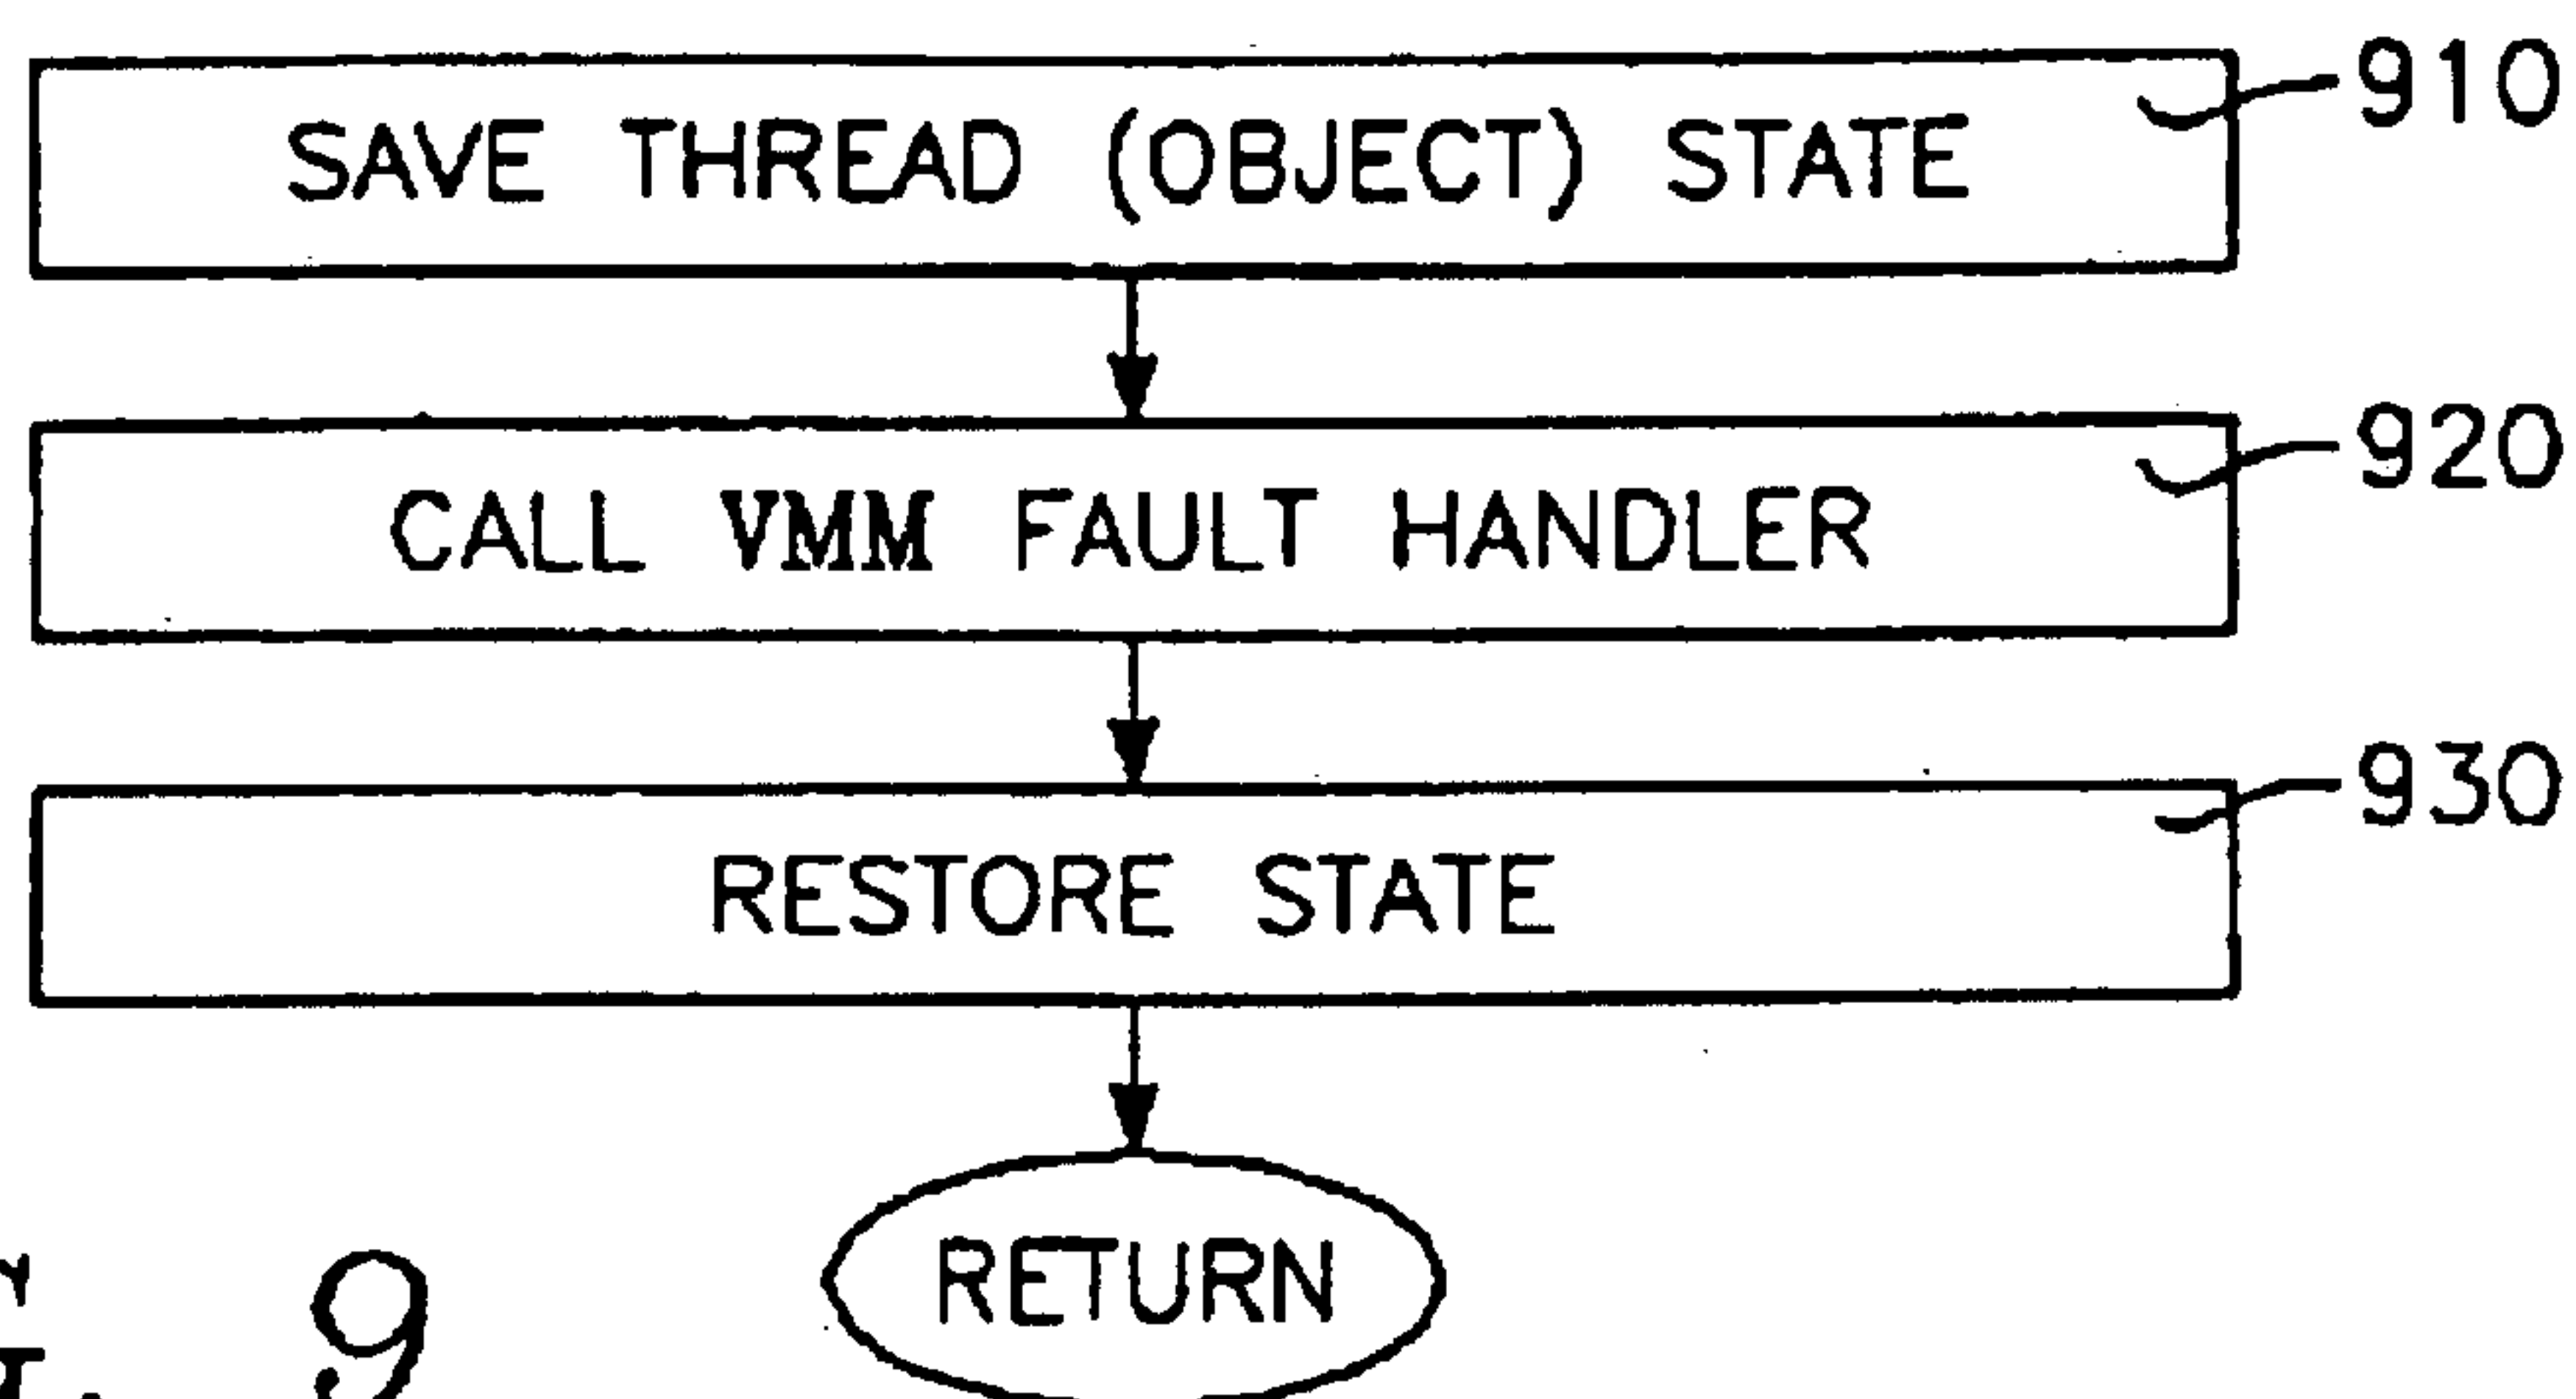 SAVE THREAD (OBJECT) STATE
910
CALL VMM FAULT HANDLER
920
RESTORE STATE
930
RETURN
9